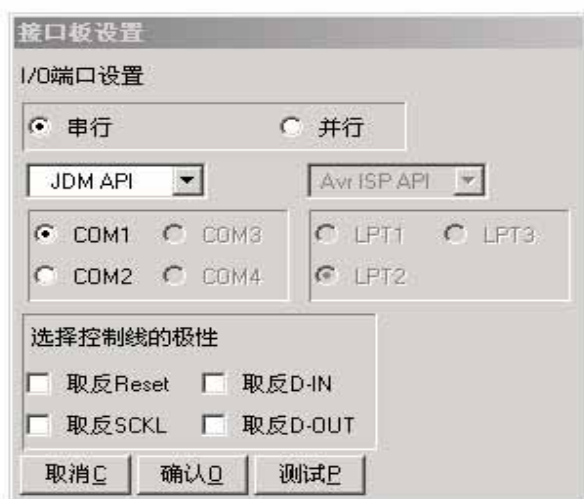 接口板设置
I/O端口设置
串行 并行
JDM API Avr ISP API
COM1 COM3 LPT1 LPT3
COM2 COM4 LPT2
选择控制线的极性
取反Reset 取反D-IN
取反SCKL 取反D-OUT
取消C 确认O 测试P